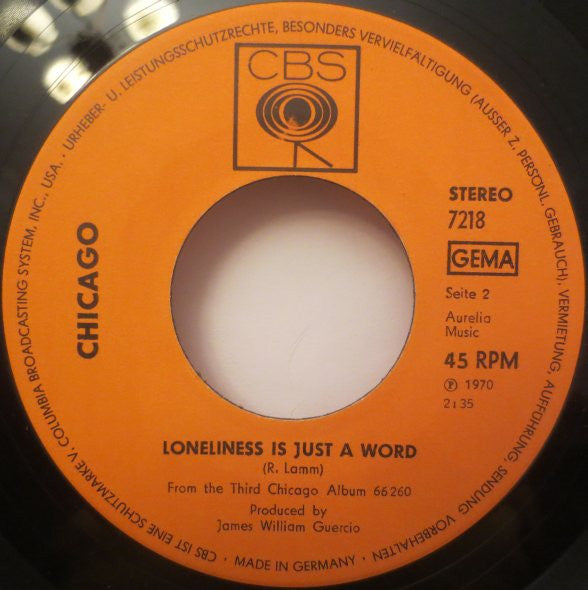 URHEBER- U. LEISTUNGSSCHUTZRECHTE, BESONDERS VERVIELFÄLTIGUNG (AUSSER Z. PERSÖNL. GEBRAUCH), VERMIETUNG, AUFFÜHRUNG, SENDUNG VORBEHALTEN
CBS
STEREO
7218
GEMA
Seite 2
Aurelia
Music
45 RPM
℗ 1970
2:35
CHICAGO
LONELINESS IS JUST A WORD
(R. Lamm)
From the Third Chicago Album 66260
Produced by
James William Guercio
· MADE IN GERMANY ·
CBS IST EINE SCHUTZMARKE V. COLUMBIA BROADCASTING SYSTEM, INC., USA. ·